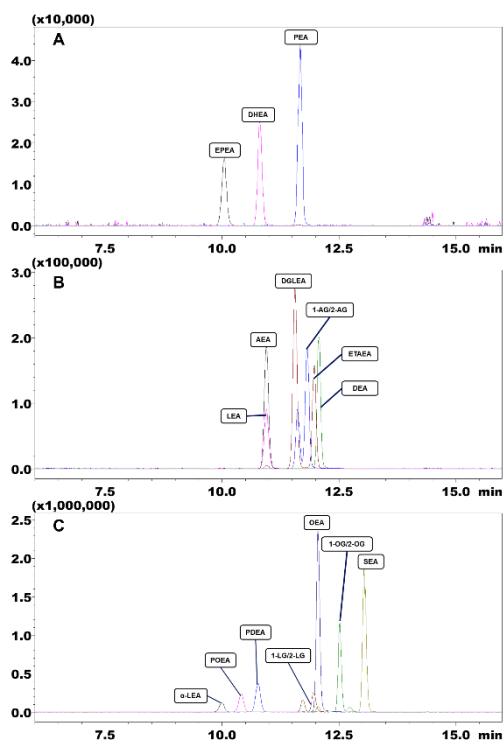 (x10,000)
A
PEA
4.0
DHEA
3.0
EPEA
2.0
1.0
0.0
7.5 10.0 12.5 15.0 min
(x100,000)
3.0
B
DGLEA
1-AG/2-AG
AEA
2.0
ETAEA
DEA
LEA
1.0
0.0
7.5 10.0 12.5 15.0 min
(x1,000,000)
C
OEA
2.5
1-OG/2-OG
SEA
2.0
1.5
PDEA
1.0
POEA
1-LG/2-LG
0.5
α-LEA
0.0
7.5 10.0 12.5 15.0 min